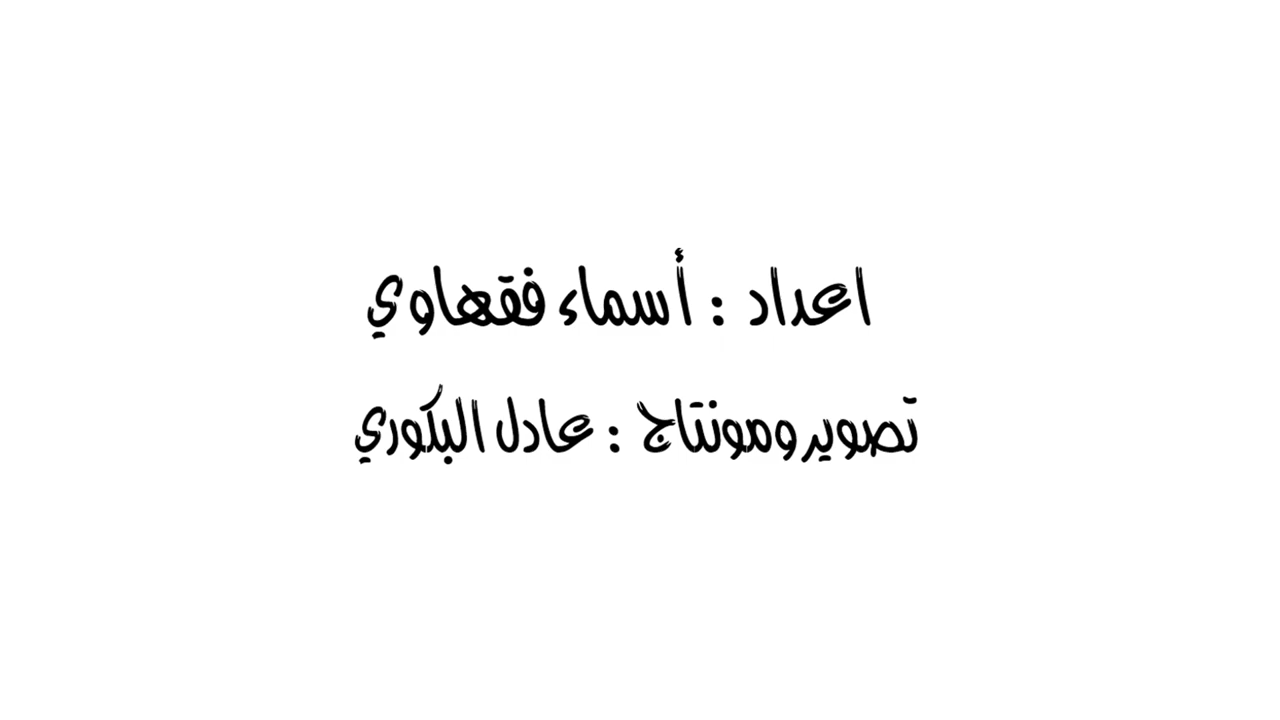 اعداد : أسماء فقهاوي
تصوير ومونتاج : عادل البكوري